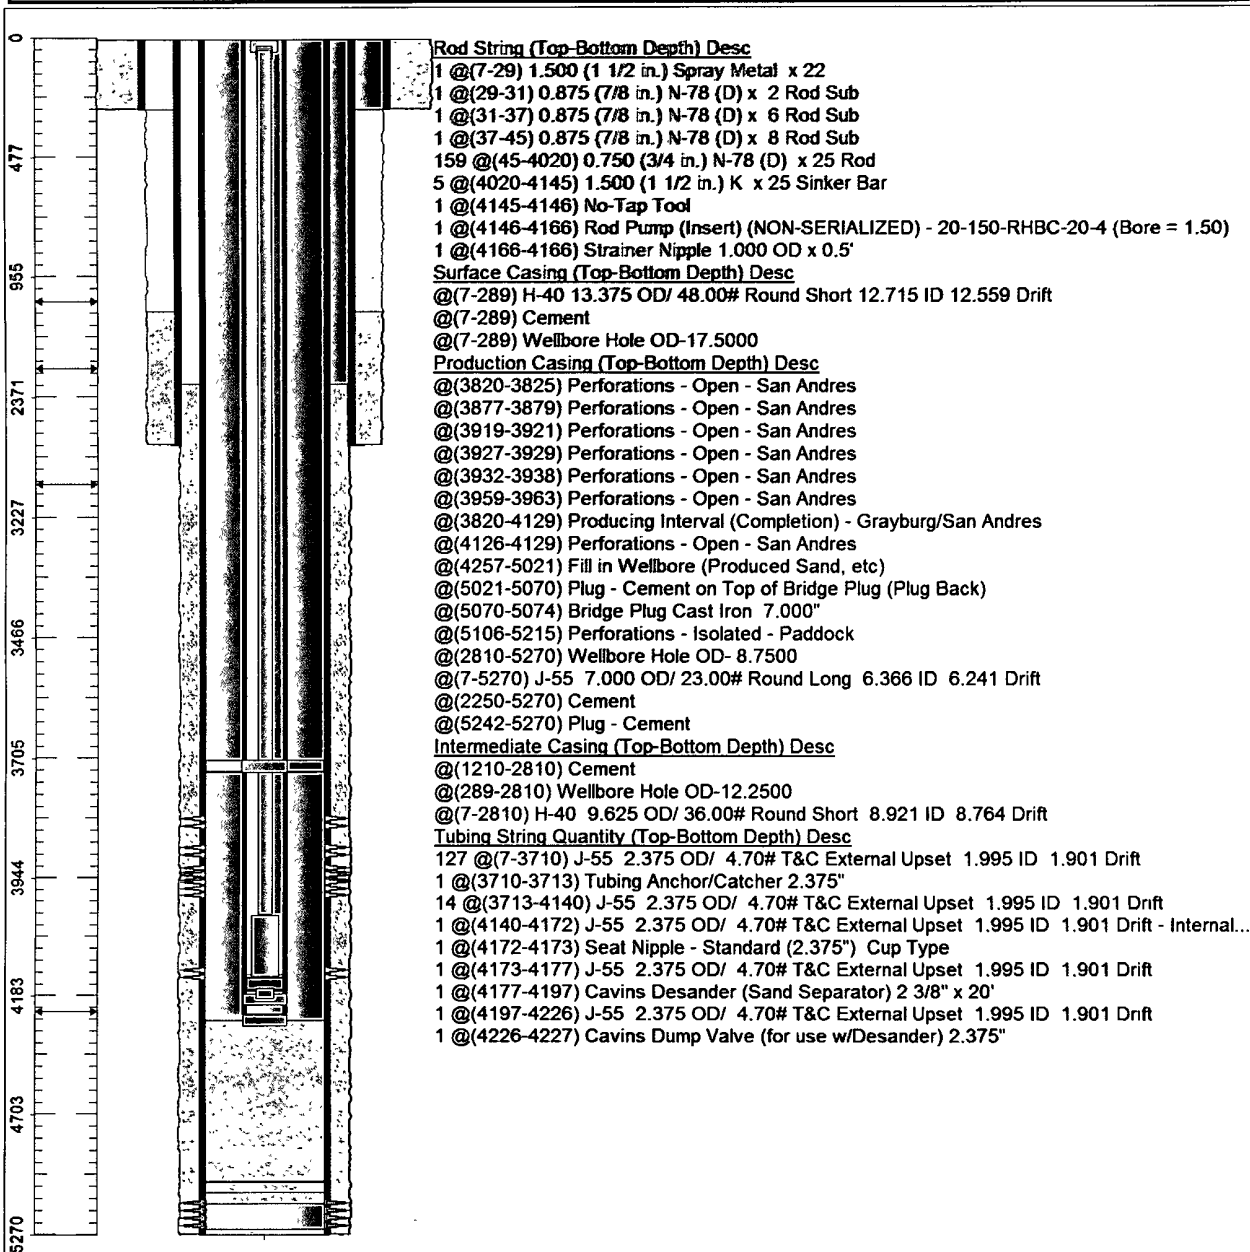 0
477
955
2371
3227
3466
3705
3944
4183
4703
5270
Rod String (Top-Bottom Depth) Desc
1 @(7-29) 1.500 (1 1/2 in.) Spray Metal x 22
1 @(29-31) 0.875 (7/8 in.) N-78 (D) x 2 Rod Sub
1 @(31-37) 0.875 (7/8 in.) N-78 (D) x 6 Rod Sub
1 @(37-45) 0.875 (7/8 in.) N-78 (D) x 8 Rod Sub
159 @(45-4020) 0.750 (3/4 in.) N-78 (D) x 25 Rod
5 @(4020-4145) 1.500 (1 1/2 in.) K x 25 Sinker Bar
1 @(4145-4146) No-Tap Tool
1 @(4146-4166) Rod Pump (Insert) (NON-SERIALIZED) - 20-150-RHBC-20-4 (Bore = 1.50)
1 @(4166-4166) Strainer Nipple 1.000 OD x 0.5'
Surface Casing (Top-Bottom Depth) Desc
@(7-289) H-40 13.375 OD/ 48.00# Round Short 12.715 ID 12.559 Drift
@(7-289) Cement
@(7-289) Wellbore Hole OD-17.5000
Production Casing (Top-Bottom Depth) Desc
@(3820-3825) Perforations - Open - San Andres
@(3877-3879) Perforations - Open - San Andres
@(3919-3921) Perforations - Open - San Andres
@(3927-3929) Perforations - Open - San Andres
@(3932-3938) Perforations - Open - San Andres
@(3959-3963) Perforations - Open - San Andres
@(3820-4129) Producing Interval (Completion) - Grayburg/San Andres
@(4126-4129) Perforations - Open - San Andres
@(4257-5021) Fill in Wellbore (Produced Sand, etc)
@(5021-5070) Plug - Cement on Top of Bridge Plug (Plug Back)
@(5070-5074) Bridge Plug Cast Iron 7.000"
@(5106-5215) Perforations - Isolated - Paddock
@(2810-5270) Wellbore Hole OD- 8.7500
@(7-5270) J-55 7.000 OD/ 23.00# Round Long 6.366 ID 6.241 Drift
@(2250-5270) Cement
@(5242-5270) Plug - Cement
Intermediate Casing (Top-Bottom Depth) Desc
@(1210-2810) Cement
@(289-2810) Wellbore Hole OD-12.2500
@(7-2810) H-40 9.625 OD/ 36.00# Round Short 8.921 ID 8.764 Drift
Tubing String Quantity (Top-Bottom Depth) Desc
127 @(7-3710) J-55 2.375 OD/ 4.70# T&C External Upset 1.995 ID 1.901 Drift
1 @(3710-3713) Tubing Anchor/Catcher 2.375"
14 @(3713-4140) J-55 2.375 OD/ 4.70# T&C External Upset 1.995 ID 1.901 Drift
1 @(4140-4172) J-55 2.375 OD/ 4.70# T&C External Upset 1.995 ID 1.901 Drift - Internal...
1 @(4172-4173) Seat Nipple - Standard (2.375") Cup Type
1 @(4173-4177) J-55 2.375 OD/ 4.70# T&C External Upset 1.995 ID 1.901 Drift
1 @(4177-4197) Cavins Desander (Sand Separator) 2 3/8" x 20'
1 @(4197-4226) J-55 2.375 OD/ 4.70# T&C External Upset 1.995 ID 1.901 Drift
1 @(4226-4227) Cavins Dump Valve (for use w/Desander) 2.375"